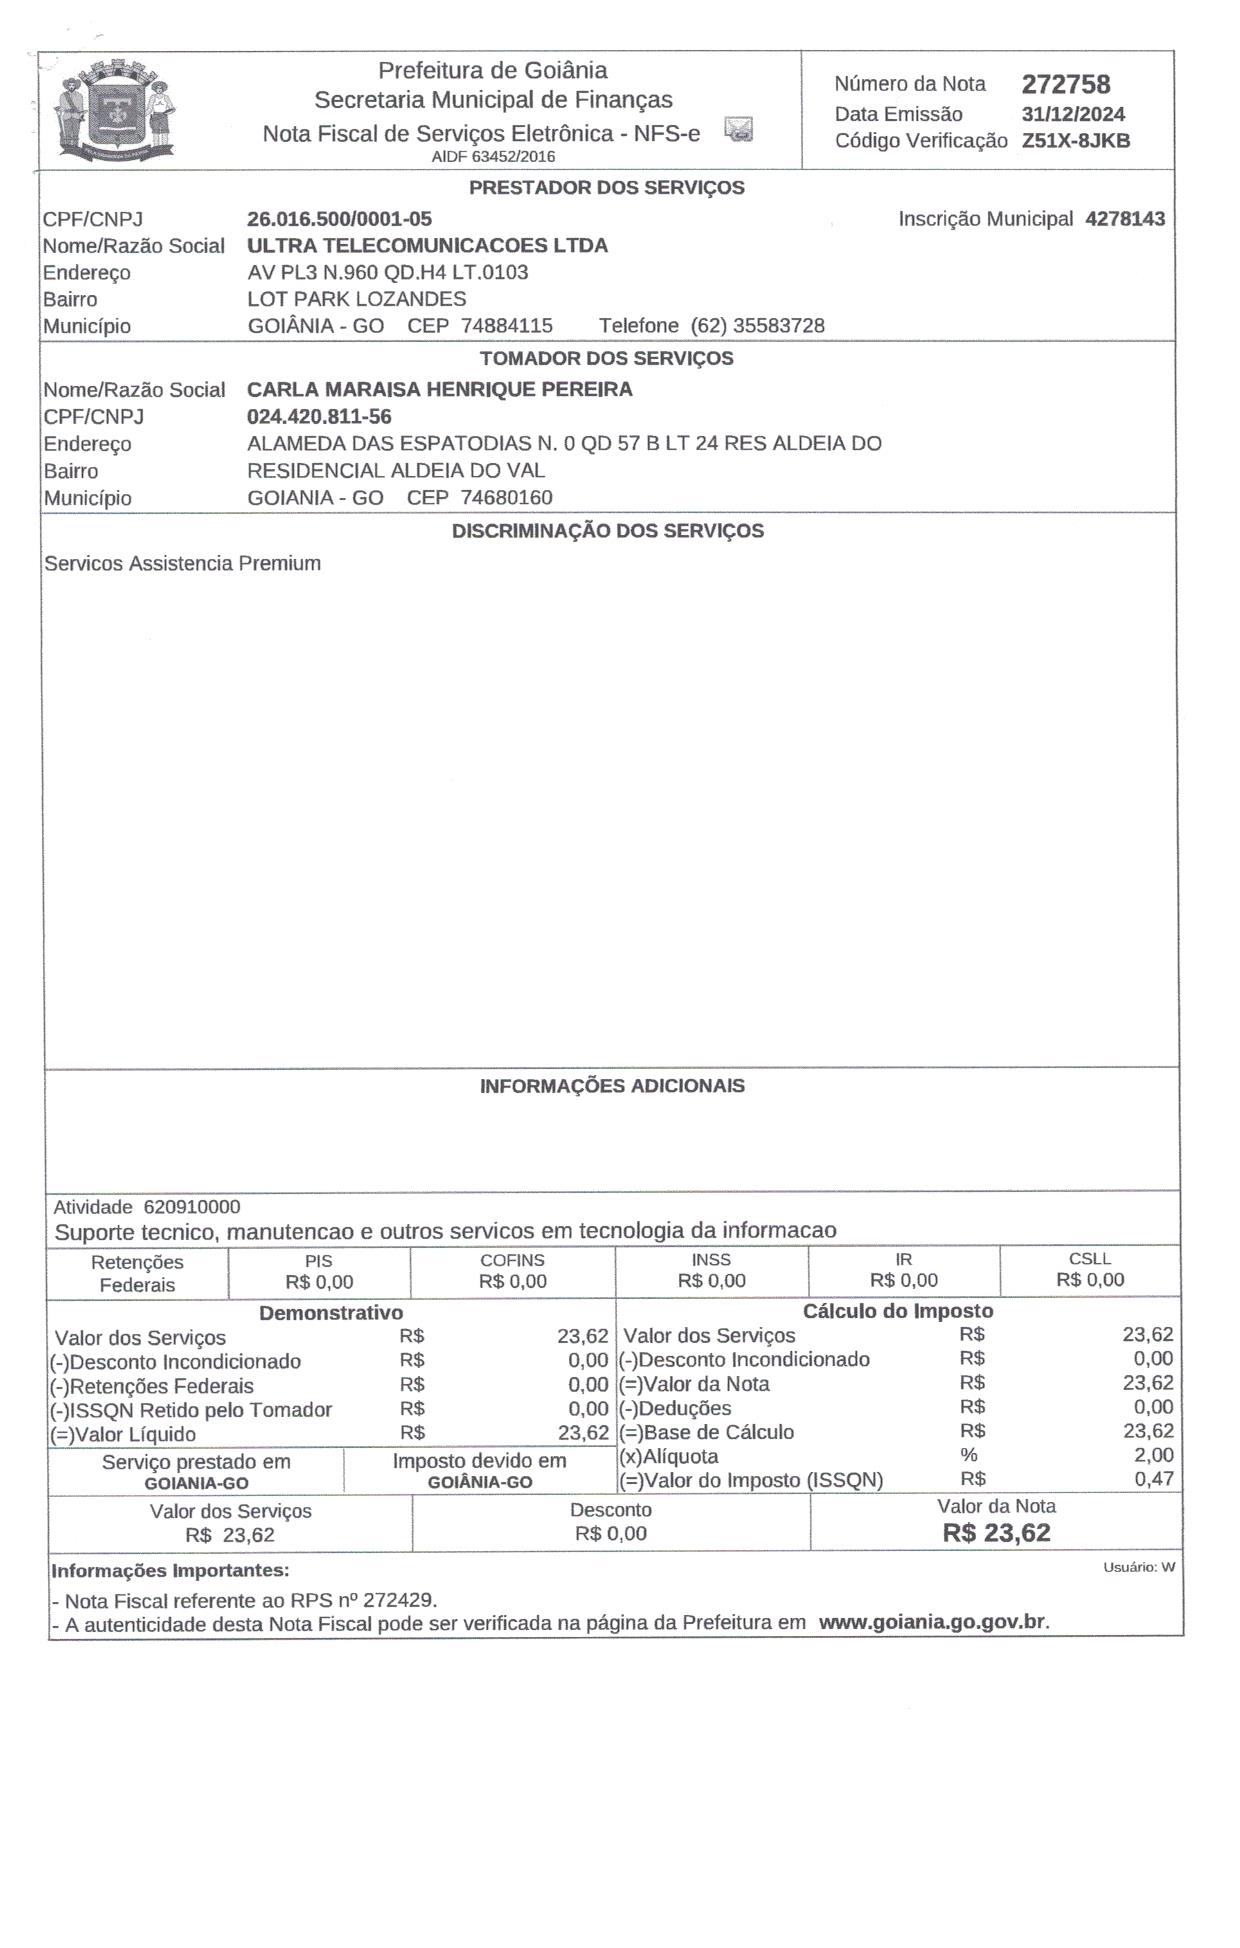 Prefeitura de Goiânia
Secretaria Municipal de Finanças
Nota Fiscal de Serviços Eletrônica - NFS-e
AIDF 63452/2016
Número da Nota 272758
Data Emissão 31/12/2024
Código Verificação Z51X-8JKB
PRESTADOR DOS SERVIÇOS
CPF/CNPJ 26.016.500/0001-05 Inscrição Municipal 4278143
Nome/Razão Social ULTRA TELECOMUNICACOES LTDA
Endereço AV PL3 N.960 QD.H4 LT.0103
Bairro LOT PARK LOZANDES
Município GOIÂNIA - GO CEP 74884115 Telefone (62) 35583728
TOMADOR DOS SERVIÇOS
Nome/Razão Social CARLA MARAISA HENRIQUE PEREIRA
CPF/CNPJ 024.420.811-56
Endereço ALAMEDA DAS ESPATODIAS N. 0 QD 57 B LT 24 RES ALDEIA DO
Bairro RESIDENCIAL ALDEIA DO VAL
Município GOIANIA - GO CEP 74680160
DISCRIMINAÇÃO DOS SERVIÇOS
Servicos Assistencia Premium
INFORMAÇÕES ADICIONAIS
Atividade 620910000
Suporte tecnico, manutencao e outros servicos em tecnologia da informacao
Retenções Federais
PIS R$ 0,00
COFINS R$ 0,00
INSS R$ 0,00
IR R$ 0,00
CSLL R$ 0,00
Demonstrativo
Valor dos Serviços R$ 23,62
(-)Desconto Incondicionado R$ 0,00
(-)Retenções Federais R$ 0,00
(-)ISSQN Retido pelo Tomador R$ 0,00
(=)Valor Líquido R$ 23,62
Serviço prestado em
GOIANIA-GO
Imposto devido em
GOIÂNIA-GO
Cálculo do Imposto
Valor dos Serviços R$ 23,62
(-)Desconto Incondicionado R$ 0,00
(=)Valor da Nota R$ 23,62
(-)Deduções R$ 0,00
(=)Base de Cálculo R$ 23,62
(x)Alíquota % 2,00
(=)Valor do Imposto (ISSQN) R$ 0,47
Valor dos Serviços
R$ 23,62
Desconto
R$ 0,00
Valor da Nota
R$ 23,62
Informações Importantes: Usuário: W
- Nota Fiscal referente ao RPS nº 272429.
- A autenticidade desta Nota Fiscal pode ser verificada na página da Prefeitura em www.goiania.go.gov.br.